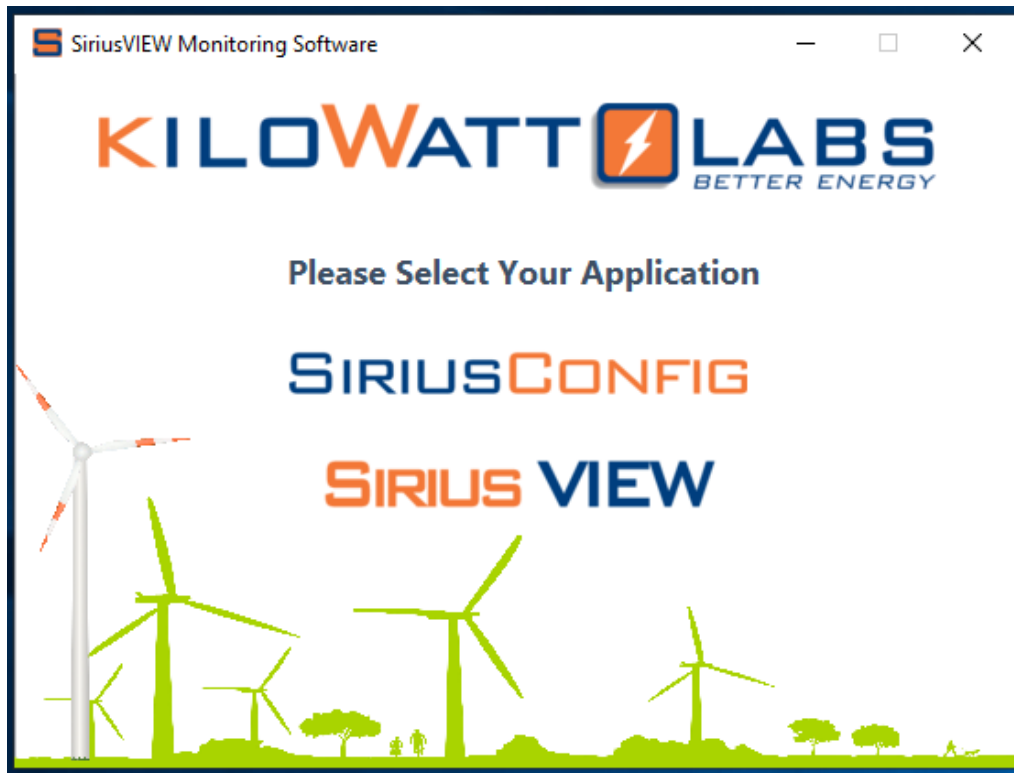 SiriusVIEW Monitoring Software
KILOWATT LABS
BETTER ENERGY
Please Select Your Application
SIRIUSCONFIG
SIRIUS VIEW